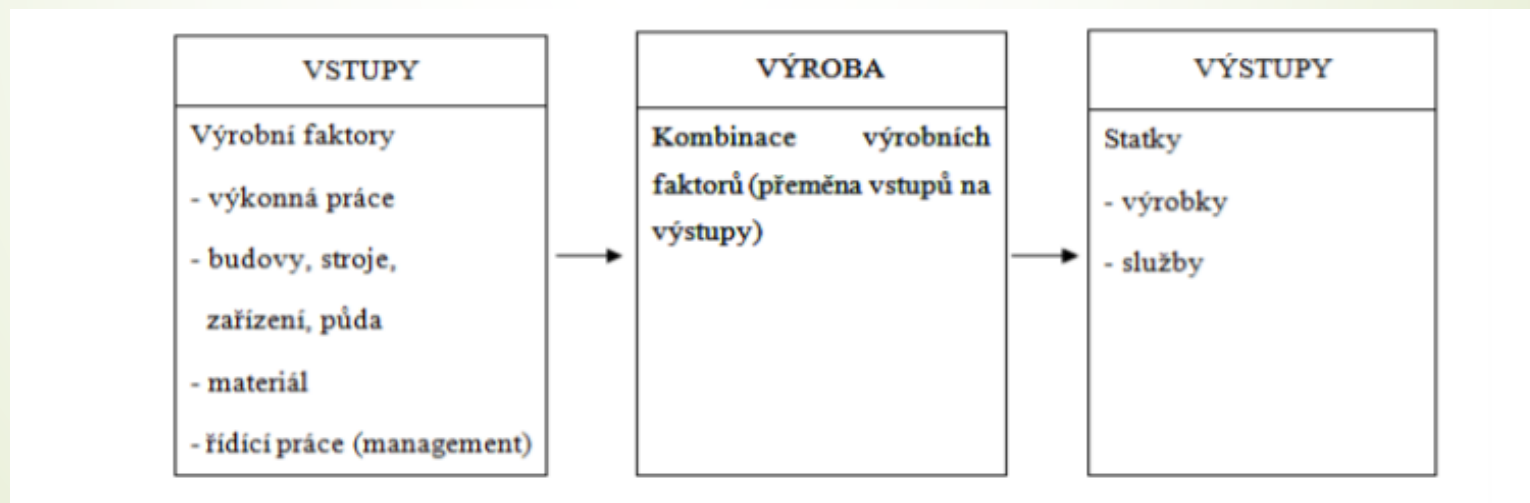 VSTUPY
Výrobní faktory
- výkonná práce
- budovy, stroje,
zařízení, půda
- materiál
- řídící práce (management)
VÝROBA
Kombinace výrobních
faktorů (přeměna vstupů na
výstupy)
VÝSTUPY
Statky
- výrobky
- služby